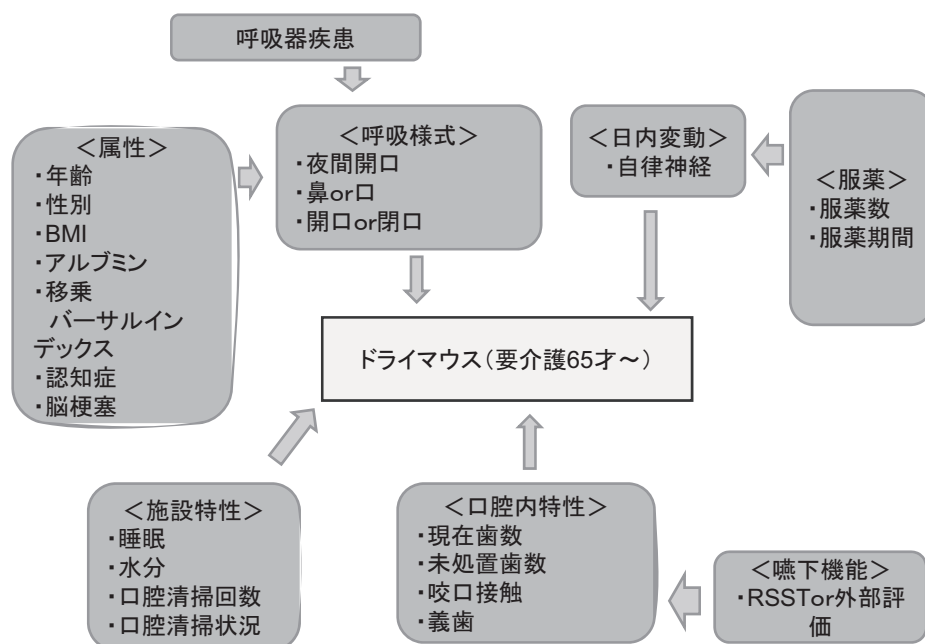 呼吸器疾患
＜呼吸様式＞
・夜間開口
・鼻or口
・開口or閉口
＜日内変動＞
・自律神経
＜服薬＞
・服薬数
・服薬期間
＜属性＞
・年齢
・性別
・BMI
・アルブミン
・移乗
バーサルイン
デックス
・認知症
・脳梗塞
ドライマウス（要介護65才～）
＜施設特性＞
・睡眠
・水分
・口腔清掃回数
・口腔清掃状況
＜口腔内特性＞
・現在歯数
・未処置歯数
・咬口接触
・義歯
＜嚥下機能＞
・RSSTor外部評
価